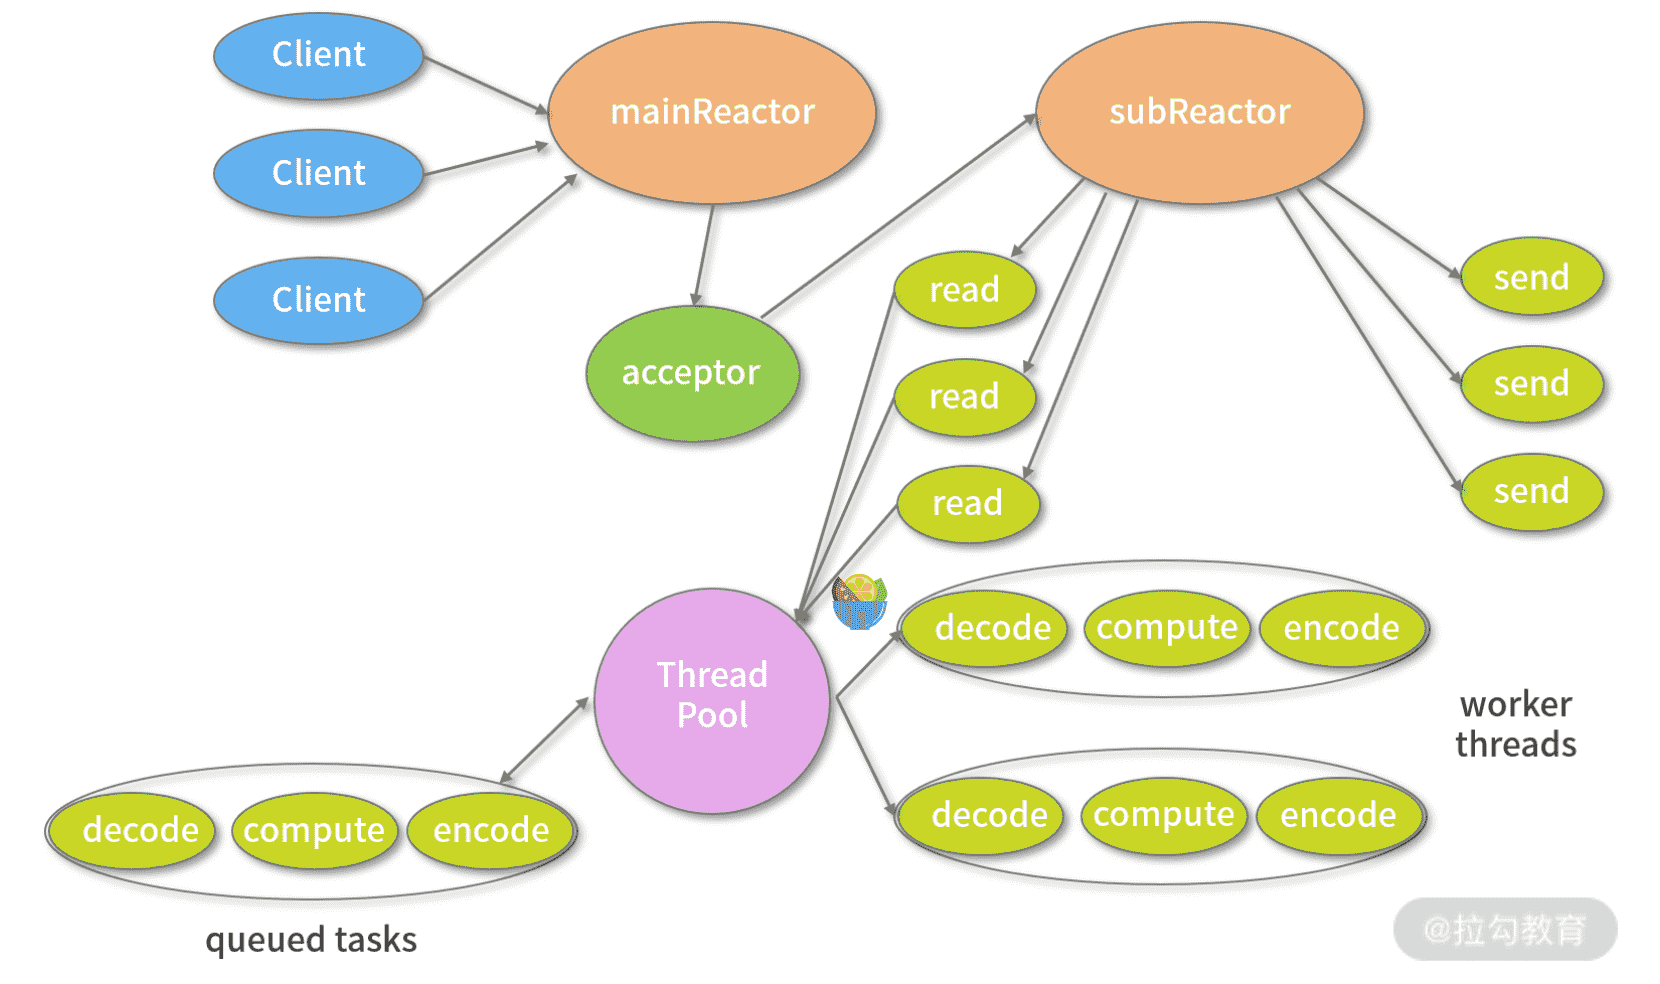 Client
mainReactor
subReactor
Client
Client
acceptor
read
read
read
send
send
send
Thread
Pool
decode
compute
encode
worker
threads
decode
compute
encode
decode
compute
encode
queued tasks
@拉勾教育